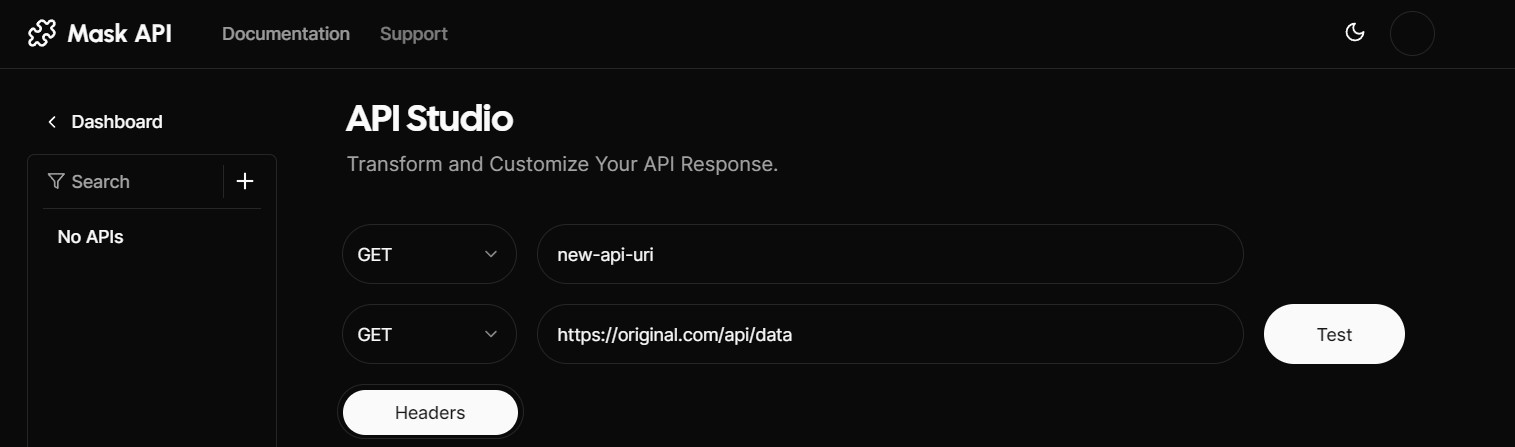 Mask API
Documentation
Support
Dashboard
Search
No APIs
API Studio
Transform and Customize Your API Response.
GET
new-api-uri
GET
https://original.com/api/data
Test
Headers